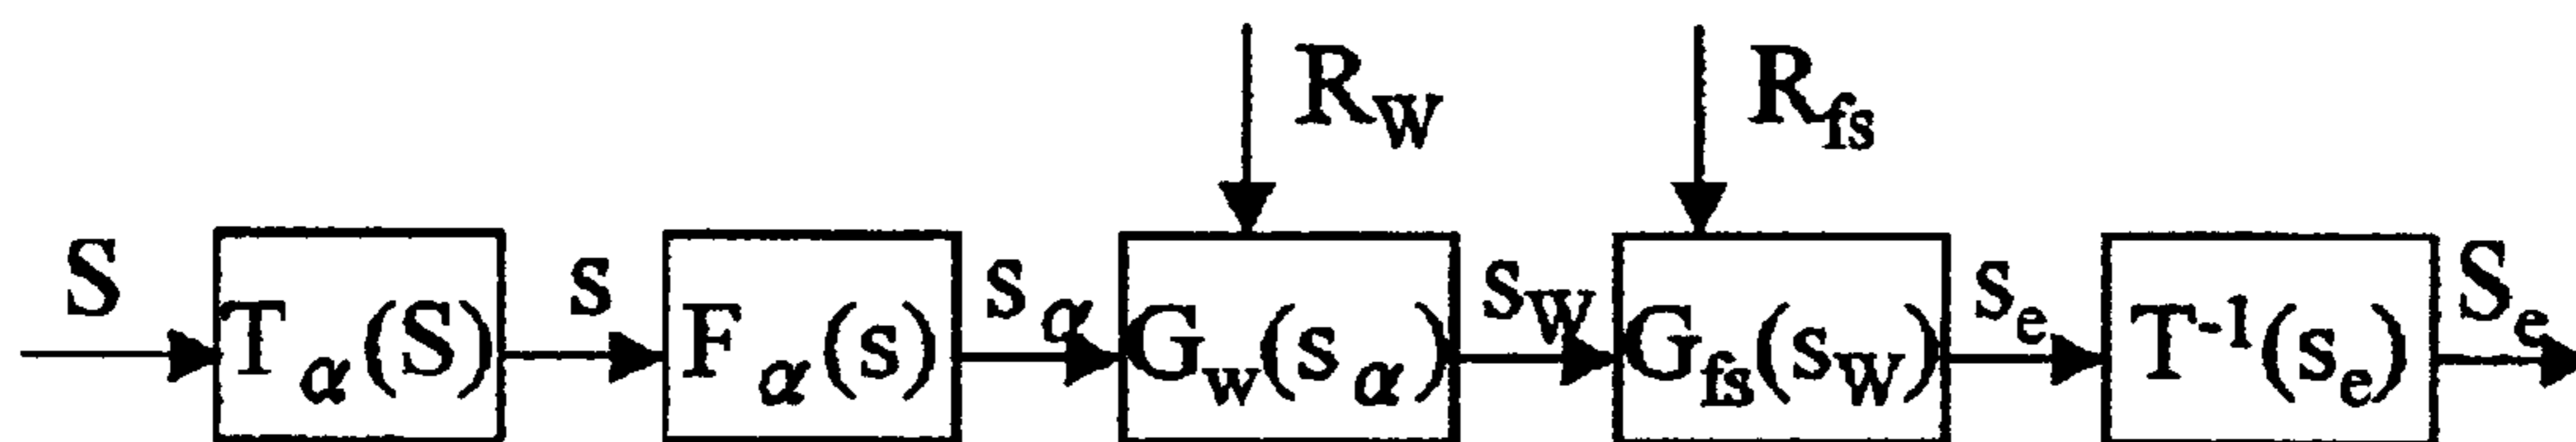 R_W R_fs
S T_α(S) s F_α(s) s_α G_w(s_α) s_W G_fs(s_W) s_e T^-1(s_e) S_e